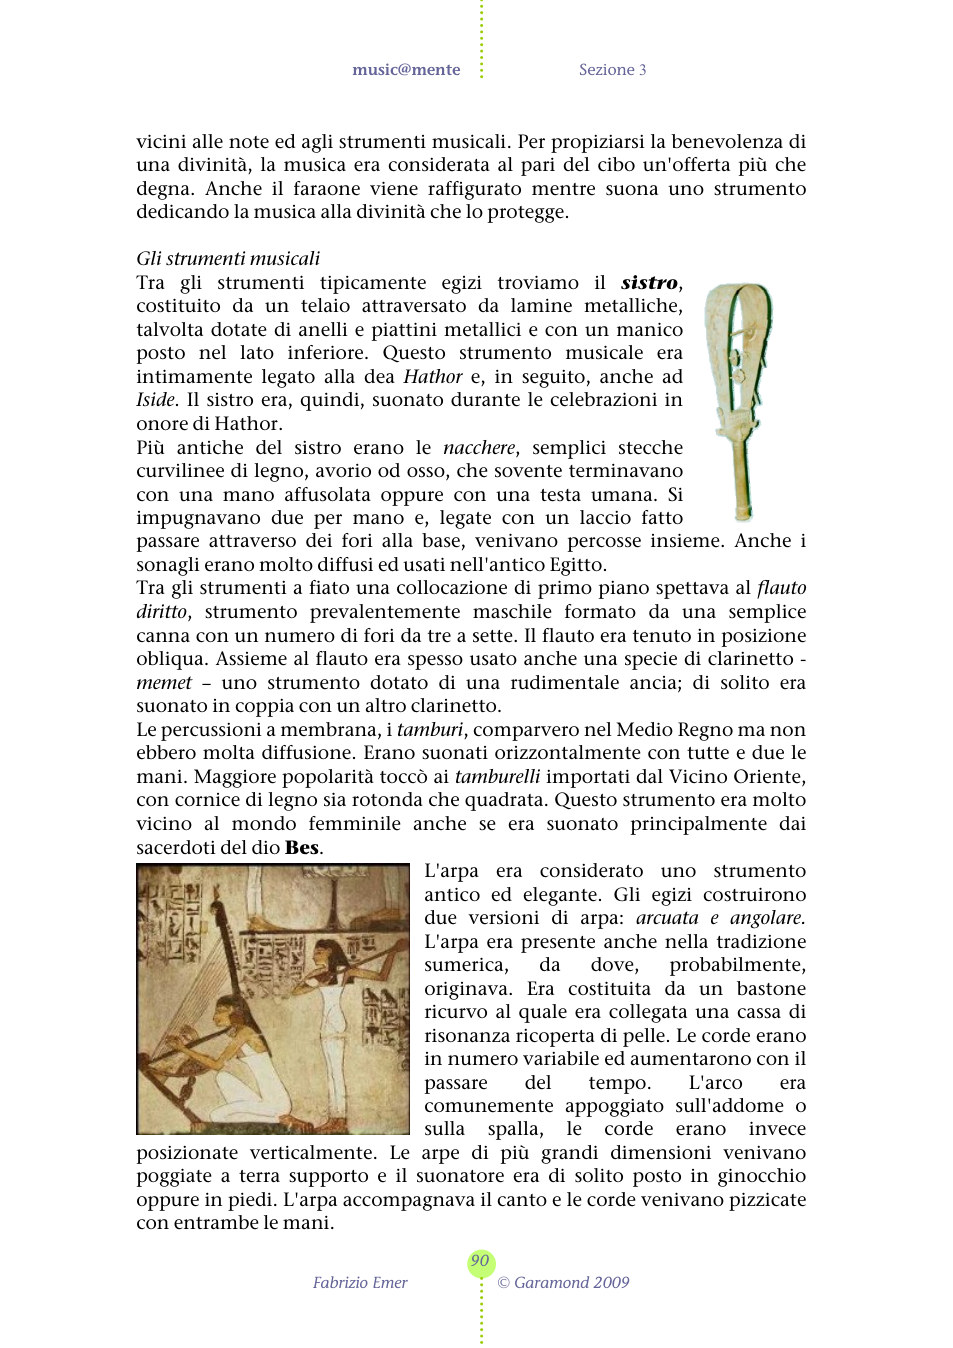 music@mente
Sezione 3
vicini alle note ed agli strumenti musicali. Per propiziarsi la benevolenza di
una divinità, la musica era considerata al pari del cibo un'offerta più che
degna. Anche il faraone viene raffigurato mentre suona uno strumento
dedicando la musica alla divinità che lo protegge.
Gli strumenti musicali
Tra gli strumenti tipicamente egizi troviamo il sistro,
costituito da un telaio attraversato da lamine metalliche,
talvolta dotate di anelli e piattini metallici e con un manico
posto nel lato inferiore. Questo strumento musicale era
intimamente legato alla dea Hathor e, in seguito, anche ad
Iside. Il sistro era, quindi, suonato durante le celebrazioni in
onore di Hathor.
Più antiche del sistro erano le nacchere, semplici stecche
curvilinee di legno, avorio od osso, che sovente terminavano
con una mano affusolata oppure con una testa umana. Si
impugnavano due per mano e, legate con un laccio fatto
passare attraverso dei fori alla base, venivano percosse insieme. Anche i
sonagli erano molto diffusi ed usati nell'antico Egitto.
Tra gli strumenti a fiato una collocazione di primo piano spettava al flauto
diritto, strumento prevalentemente maschile formato da una semplice
canna con un numero di fori da tre a sette. Il flauto era tenuto in posizione
obliqua. Assieme al flauto era spesso usato anche una specie di clarinetto -
memet – uno strumento dotato di una rudimentale ancia; di solito era
suonato in coppia con un altro clarinetto.
Le percussioni a membrana, i tamburi, comparvero nel Medio Regno ma non
ebbero molta diffusione. Erano suonati orizzontalmente con tutte e due le
mani. Maggiore popolarità toccò ai tamburelli importati dal Vicino Oriente,
con cornice di legno sia rotonda che quadrata. Questo strumento era molto
vicino al mondo femminile anche se era suonato principalmente dai
sacerdoti del dio Bes.
L'arpa era considerato uno strumento
antico ed elegante. Gli egizi costruirono
due versioni di arpa: arcuata e angolare.
L'arpa era presente anche nella tradizione
sumerica, da dove, probabilmente,
originava. Era costituita da un bastone
ricurvo al quale era collegata una cassa di
risonanza ricoperta di pelle. Le corde erano
in numero variabile ed aumentarono con il
passare del tempo. L'arco era
comunemente appoggiato sull'addome o
sulla spalla, le corde erano invece
posizionate verticalmente. Le arpe di più grandi dimensioni venivano
poggiate a terra supporto e il suonatore era di solito posto in ginocchio
oppure in piedi. L'arpa accompagnava il canto e le corde venivano pizzicate
con entrambe le mani.
90
Fabrizio Emer
© Garamond 2009